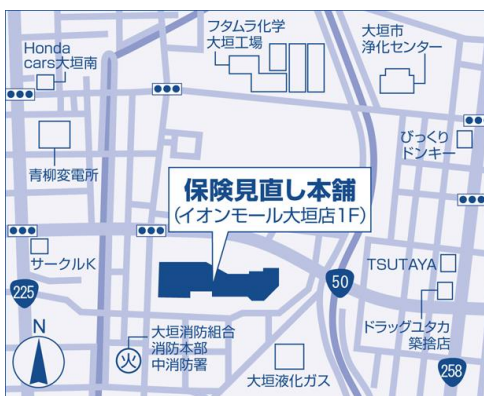 Honda
cars大垣南
フタムラ化学
大垣工場
大垣市
浄化センター
びっくり
ドンキー
青柳変電所
保険見直し本舗
(イオンモール大垣店1F)
サークルK
TSUTAYA
225
50
ドラッグユタカ
築捨店
N
火
大垣消防組合
消防本部
中消防署
大垣液化ガス
258